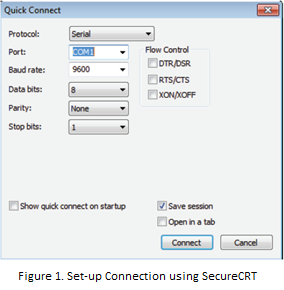 Quick Connect
Protocol: Serial
Port: COM1
Flow Control
Baud rate: 9600
DTR/DSR
Data bits: 8
RTS/CTS
Parity: None
XON/XOFF
Stop bits: 1
Show quick connect on startup
Save session
Open in a tab
Connect Cancel
Figure 1. Set-up Connection using SecureCRT